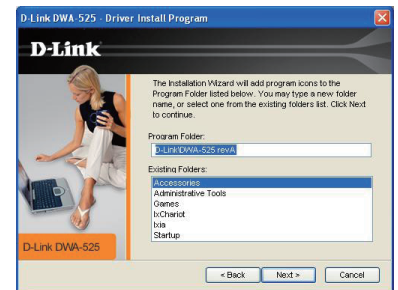 D-Link DWA-525 - Driver Install Program
D-Link
The Installation Wizard will add program icons to the
Program Folder listed below. You may type a new folder
name, or select one from the existing folders list. Click Next
to continue.
Program Folder:
D-Link\DWA-525 revA
Existing Folders:
Accessories
Administrative Tools
Games
IxChariot
Ixia
Startup
D-Link DWA-525
< Back
Next >
Cancel